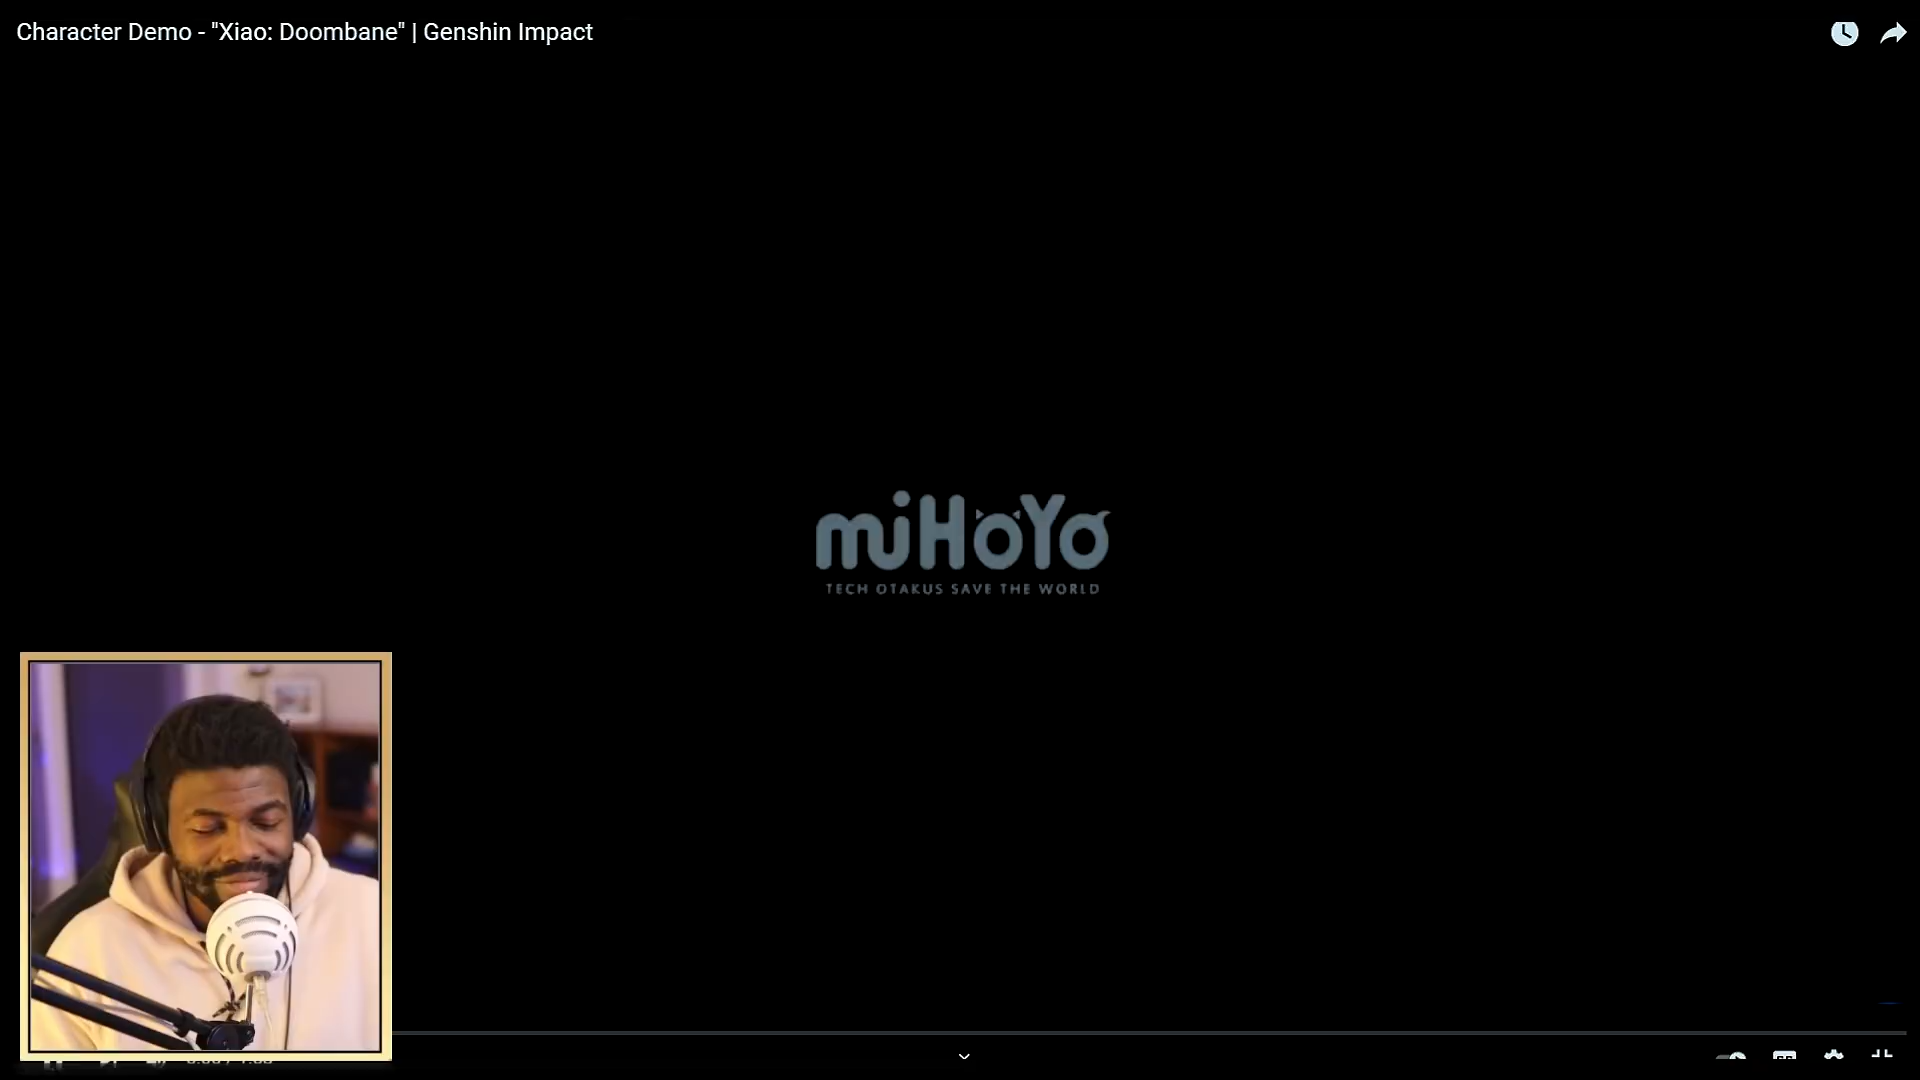 Character Demo - "Xiao: Doombane" | Genshin Impact
miHoYo
TECH OTAKUS SAVE THE WORLD